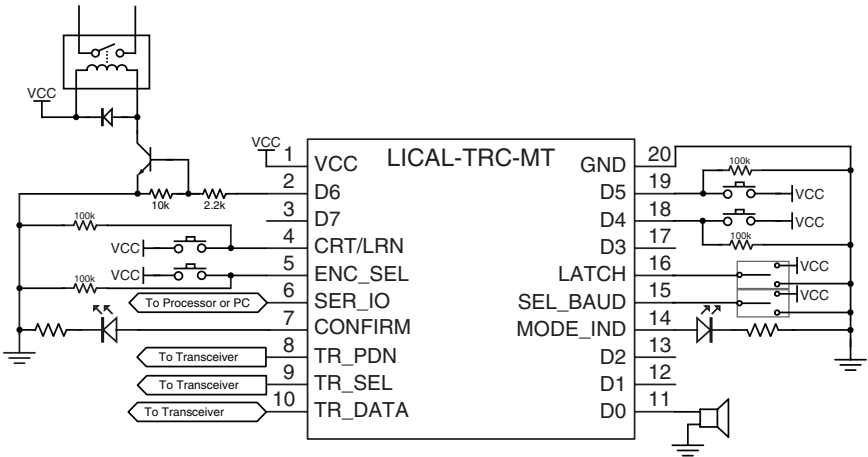 VCC
VCC
LICAL-TRC-MT
1 VCC
2 D6
3 D7
4 CRT/LRN
5 ENC_SEL
6 SER_IO
7 CONFIRM
8 TR_PDN
9 TR_SEL
10 TR_DATA
GND 20
D5 19
D4 18
D3 17
LATCH 16
SEL_BAUD 15
MODE_IND 14
D2 13
D1 12
D0 11
10k
2.2k
100k
VCC
VCC
100k
To Processor or PC
To Transceiver
To Transceiver
To Transceiver
100k
VCC
VCC
100k
VCC
VCC